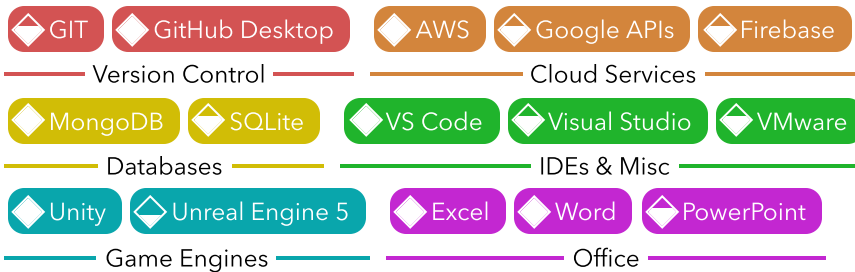 GIT GitHub Desktop AWS Google APIs Firebase
Version Control Cloud Services
MongoDB SQLite VS Code Visual Studio VMware
Databases IDEs & Misc
Unity Unreal Engine 5 Excel Word PowerPoint
Game Engines Office